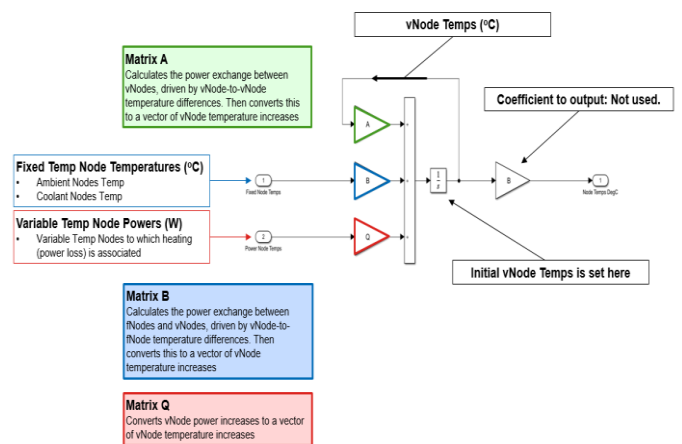 vNode Temps (ºC)
Matrix A
Calculates the power exchange between
vNodes, driven by vNode-to-vNode
temperature differences. Then converts this
to a vector of vNode temperature increases
Coefficient to output: Not used.
Fixed Temp Node Temperatures (ºC)
• Ambient Nodes Temp
• Coolant Nodes Temp
Variable Temp Node Powers (W)
• Variable Temp Nodes to which heating
(power loss) is associated
A
1
Fixed Node Temps
B
B
1
Node Temps DegC
2
Power Node Temps
Q
Initial vNode Temps is set here
Matrix B
Calculates the power exchange between
fNodes and vNodes, driven by vNode-to-
fNode temperature differences. Then
converts this to a vector of vNode
temperature increases
Matrix Q
Converts vNode power increases to a vector
of vNode temperature increases